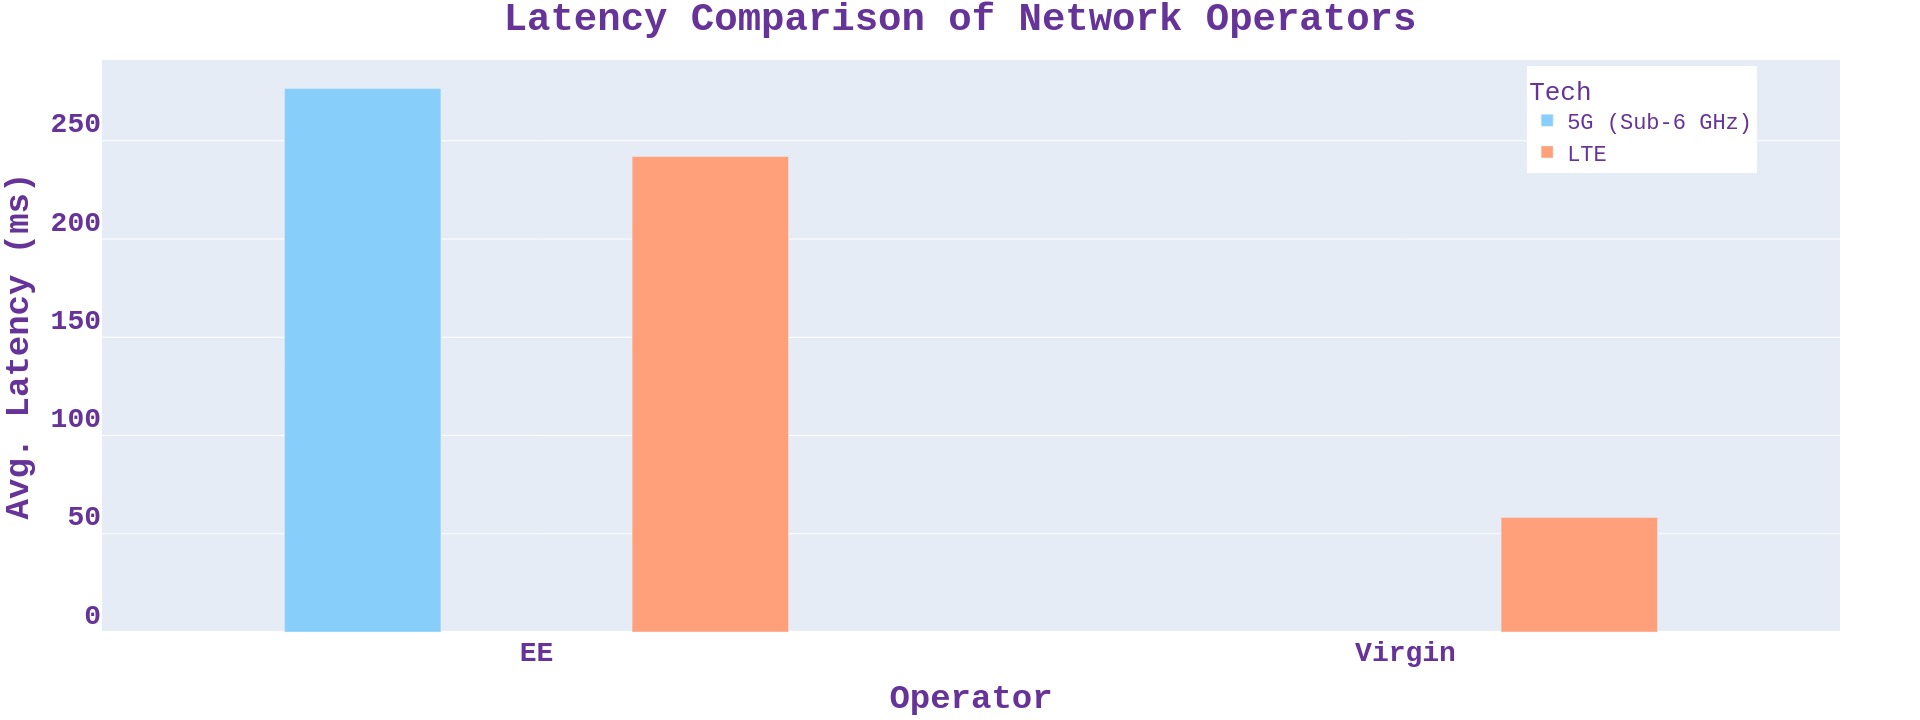 Latency Comparison of Network Operators
Tech
5G (Sub-6 GHz)
LTE
Avg. Latency (ms)
250
200
150
100
50
0
EE
Virgin
Operator